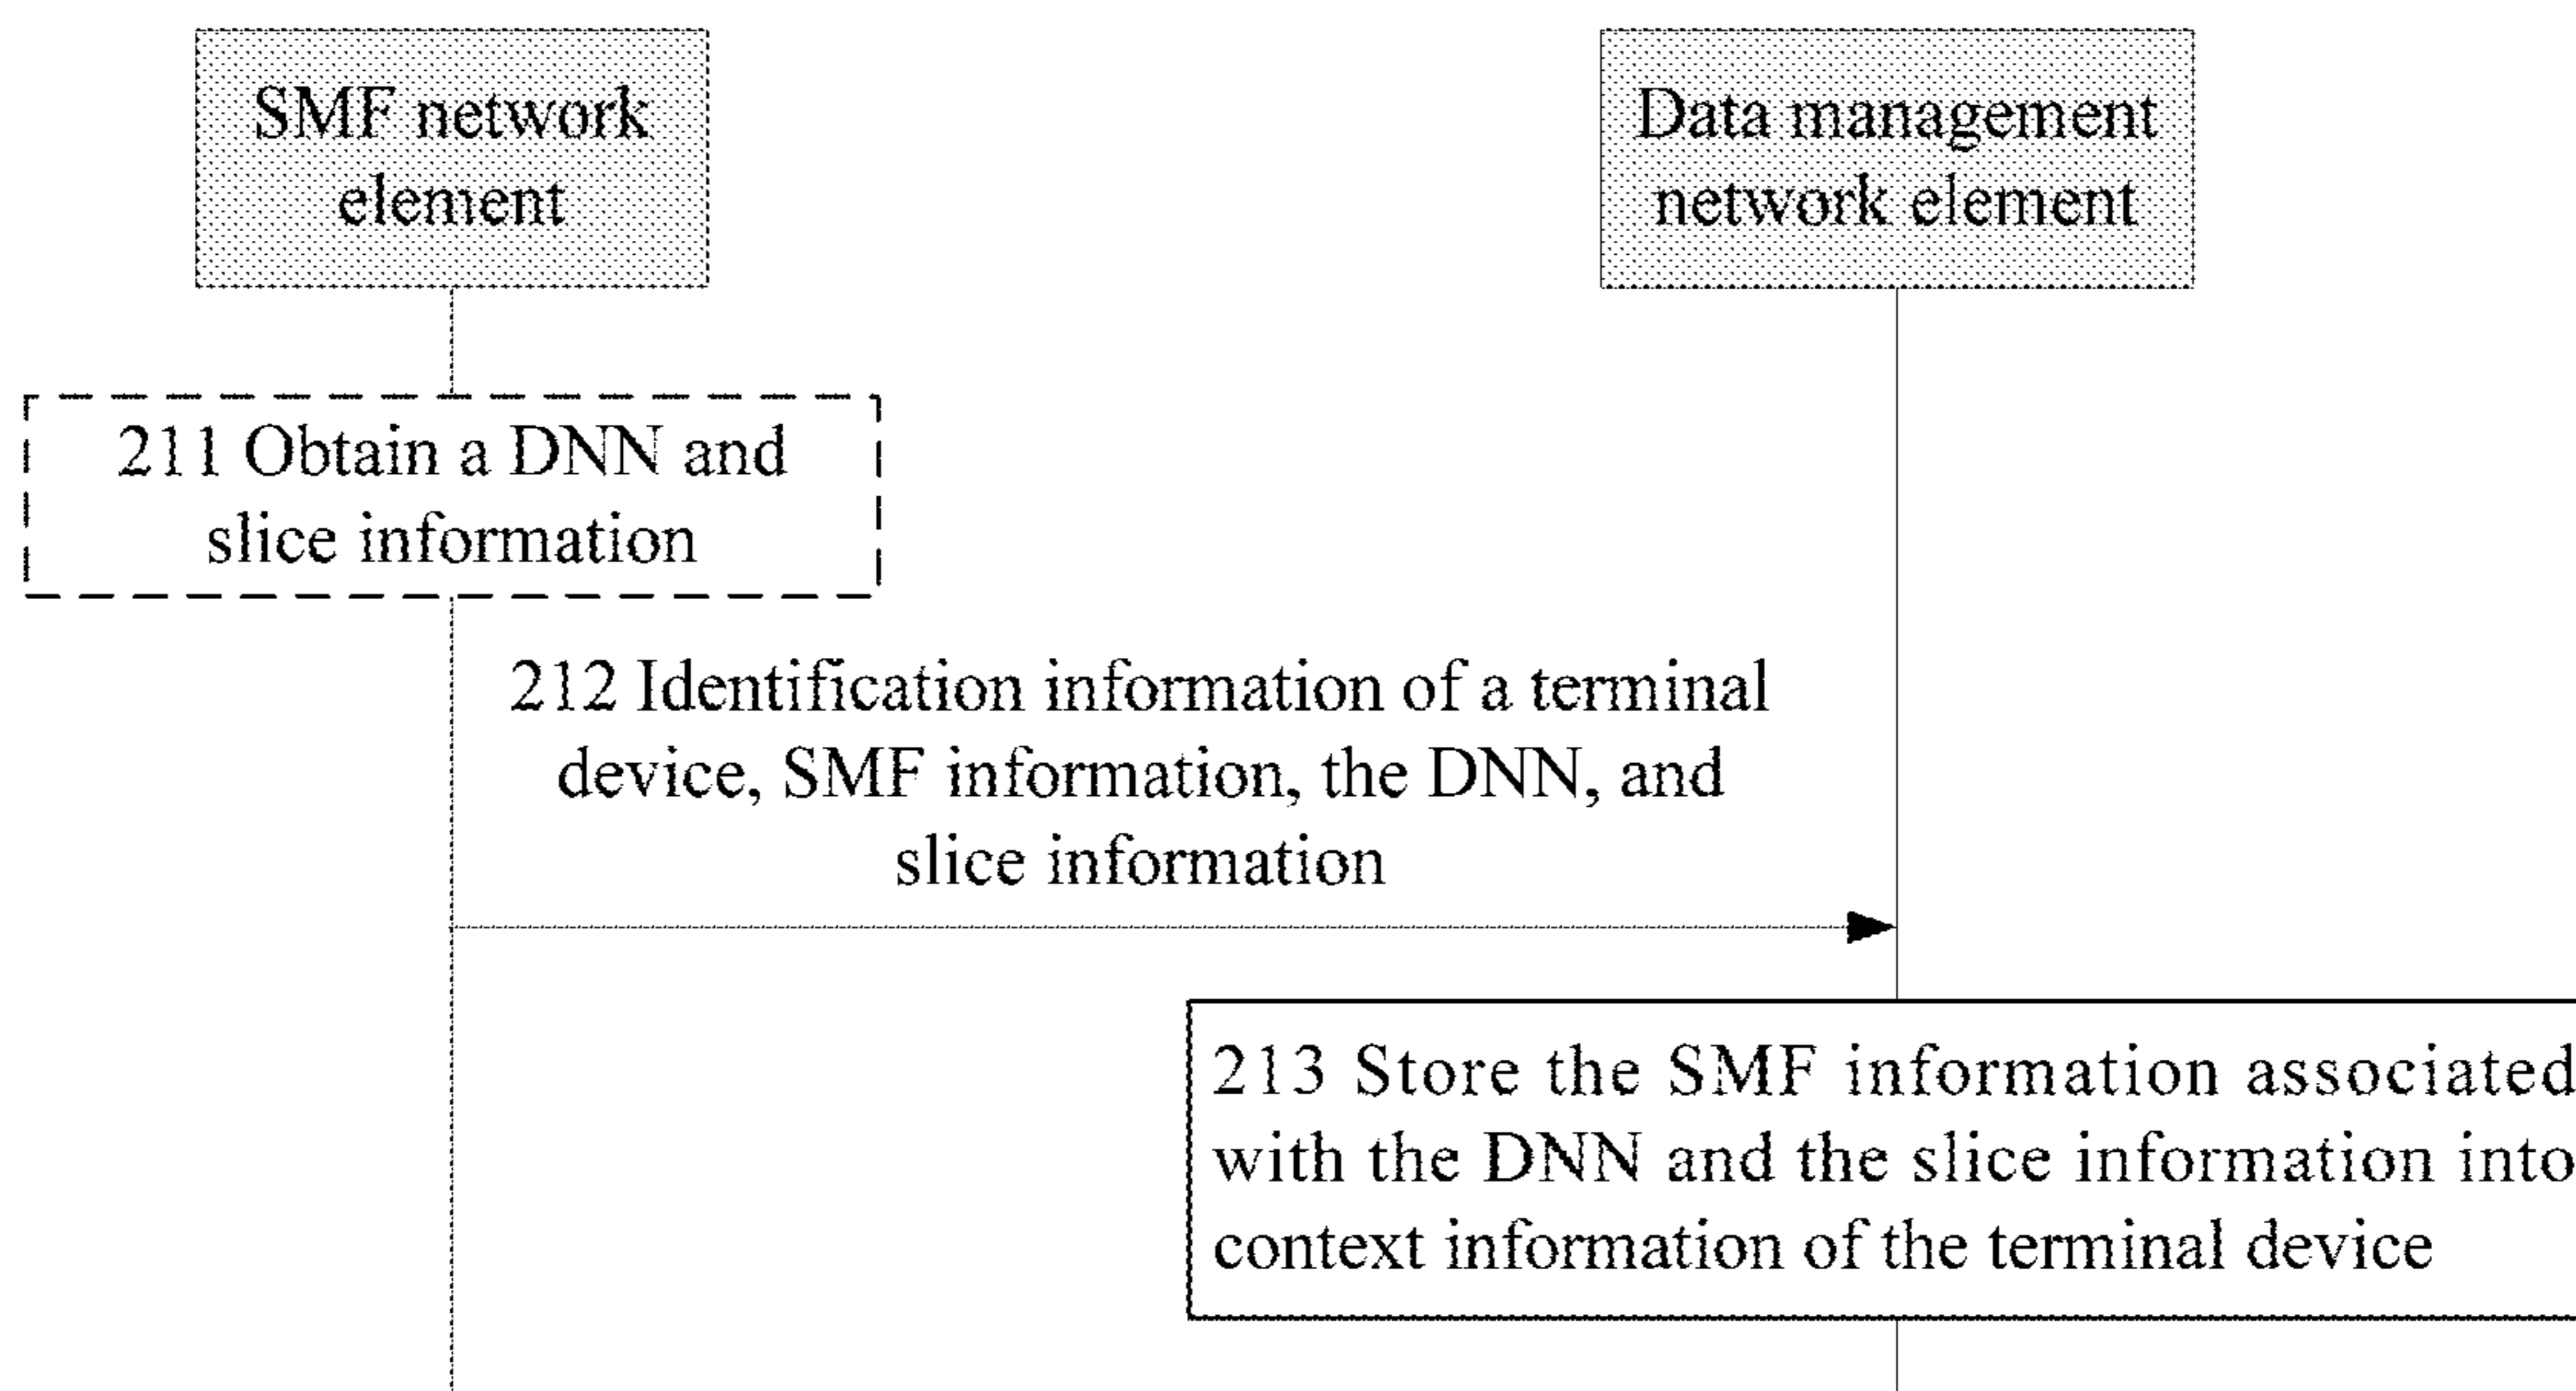 SMF network
element
Data management
network element
211 Obtain a DNN and
slice information
212 Identification information of a terminal
device, SMF information, the DNN, and
slice information
213 Store the SMF information associated
with the DNN and the slice information into
context information of the terminal device